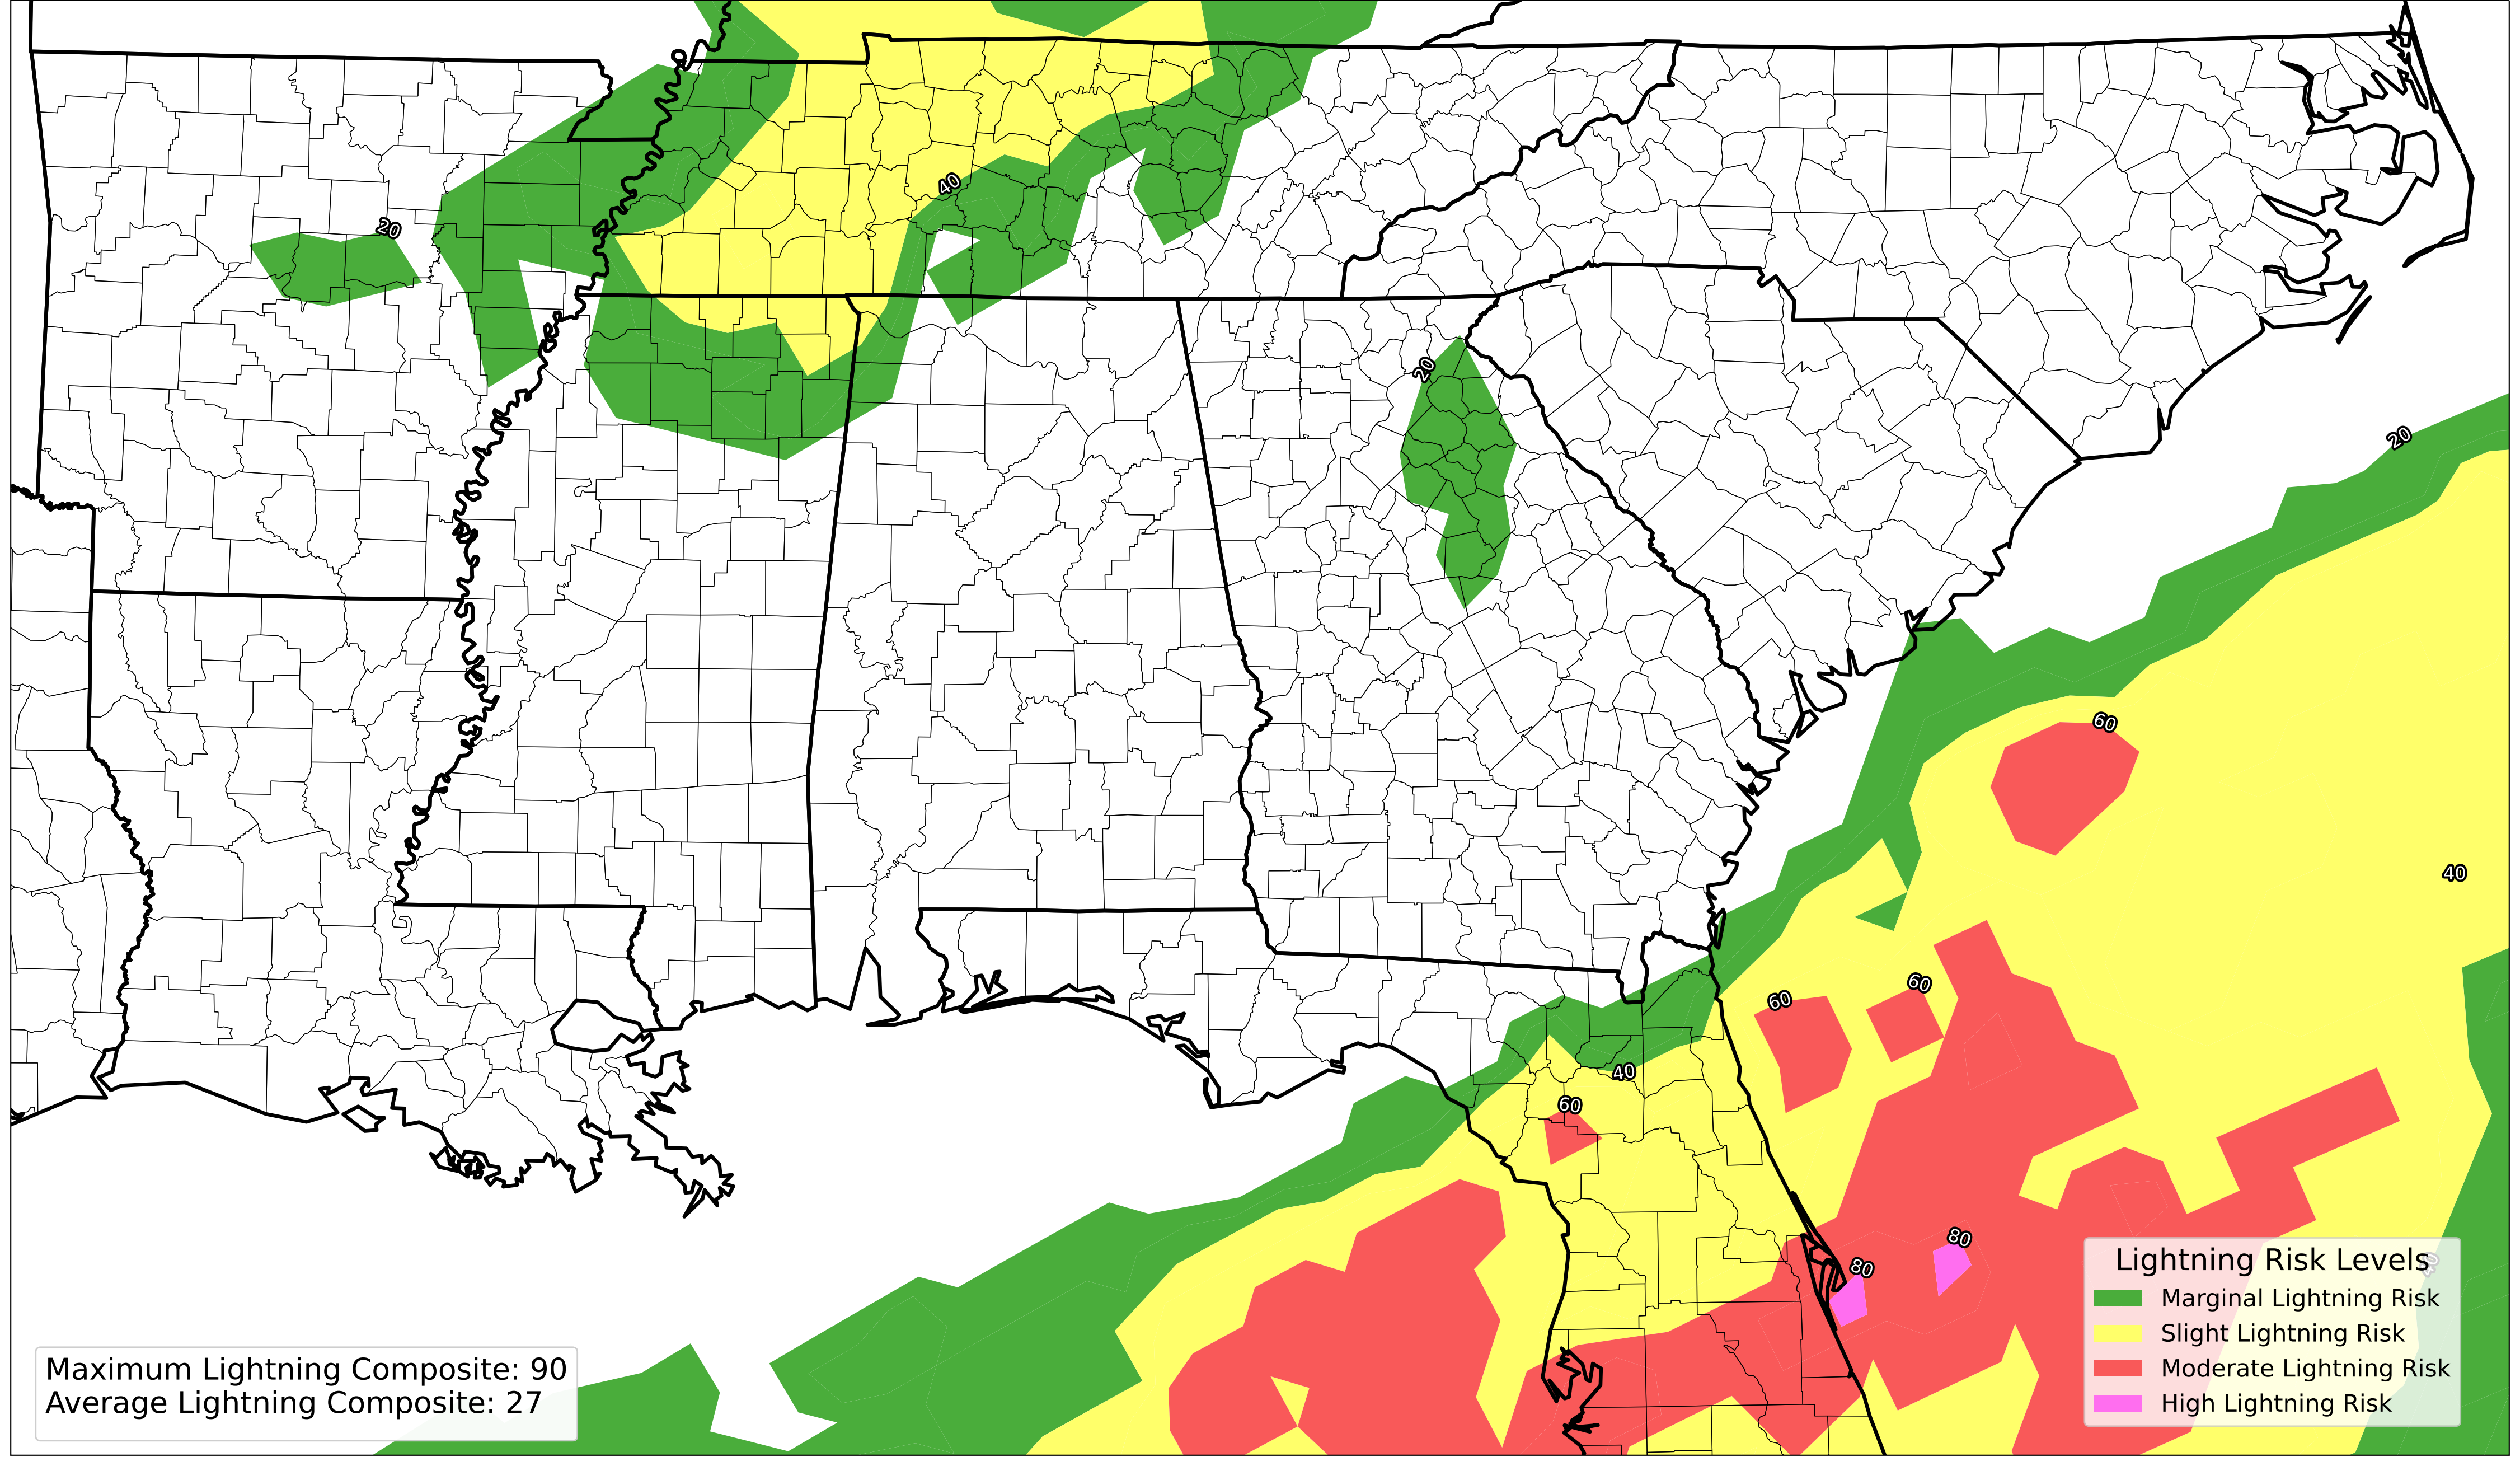 20
40
20
20
60
40
60
60
40
60
80
80
Lightning Risk Levels
Marginal Lightning Risk
Slight Lightning Risk
Moderate Lightning Risk
High Lightning Risk
Maximum Lightning Composite: 90
Average Lightning Composite: 27